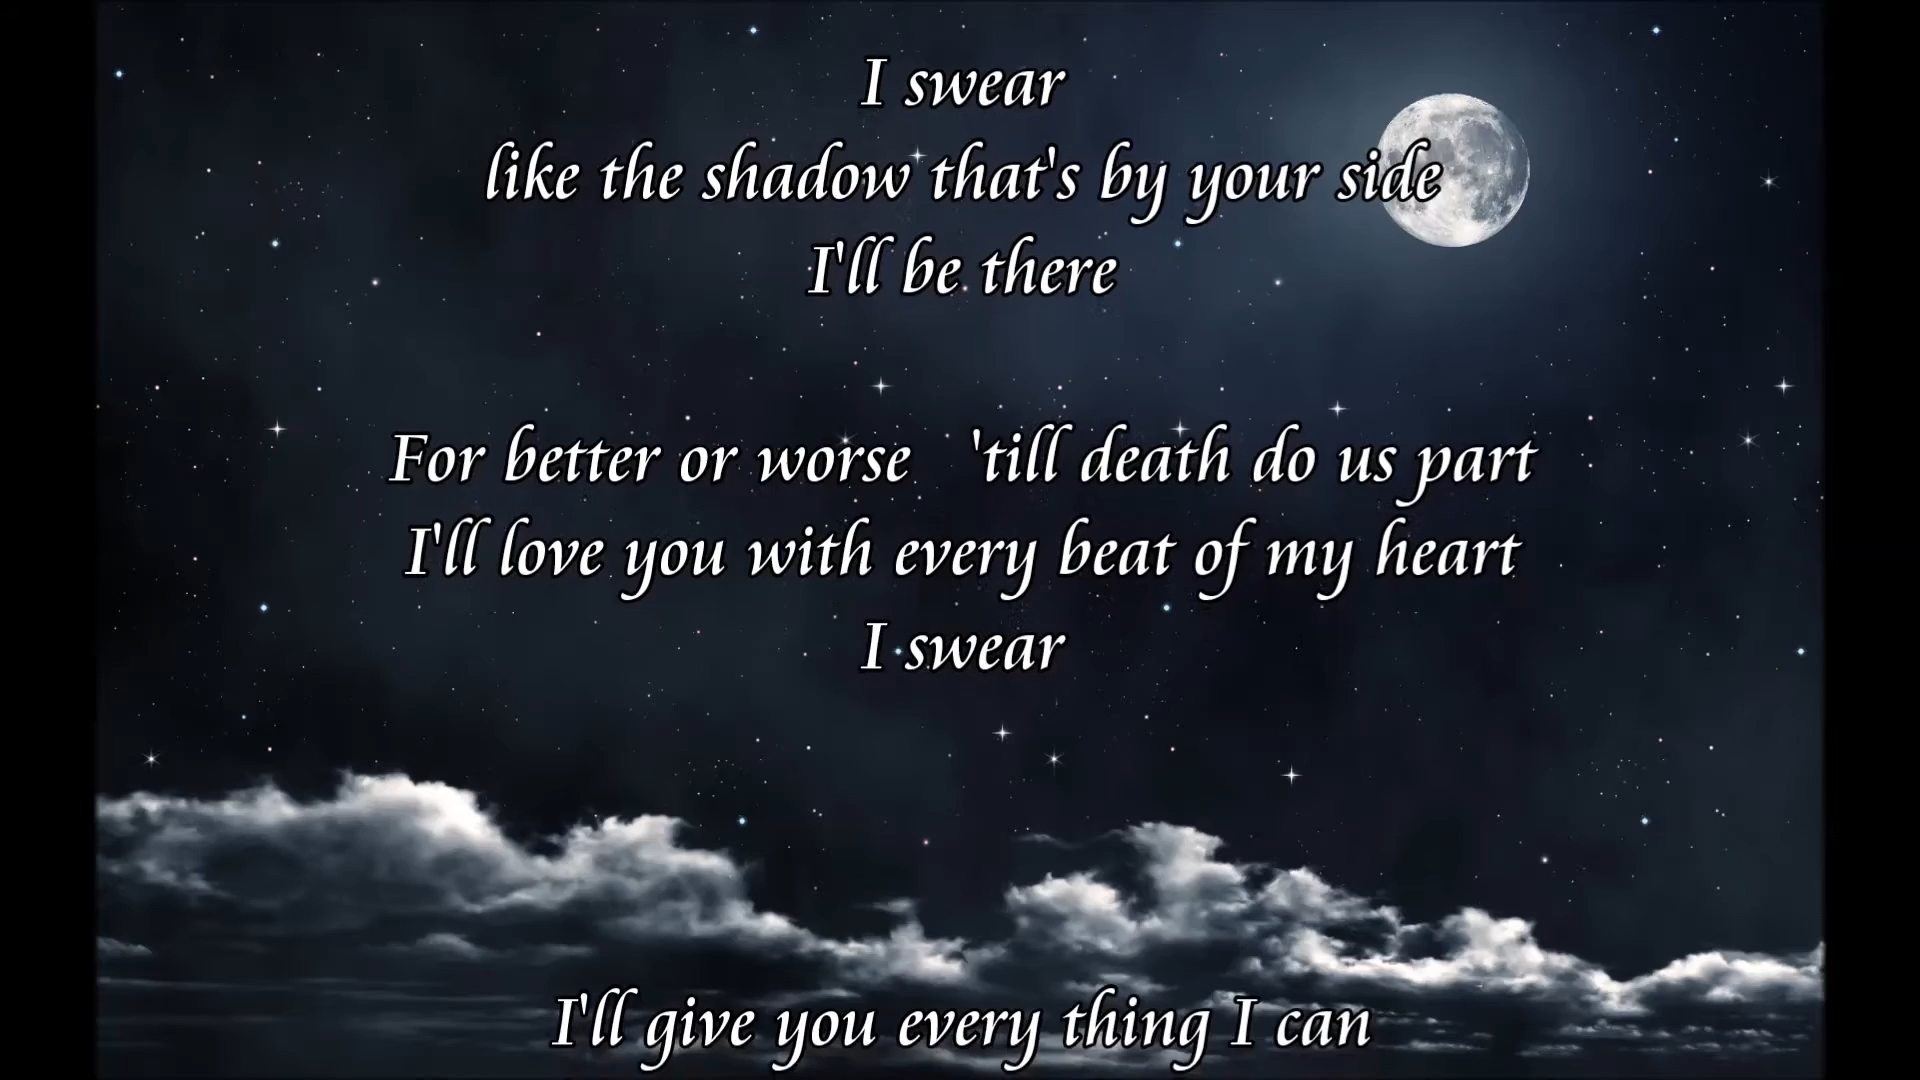 I swear
like the shadow that's by your side
I'll be there
For better or worse 'till death do us part
I'll love you with every beat of my heart
I swear
I'll give you every thing I can